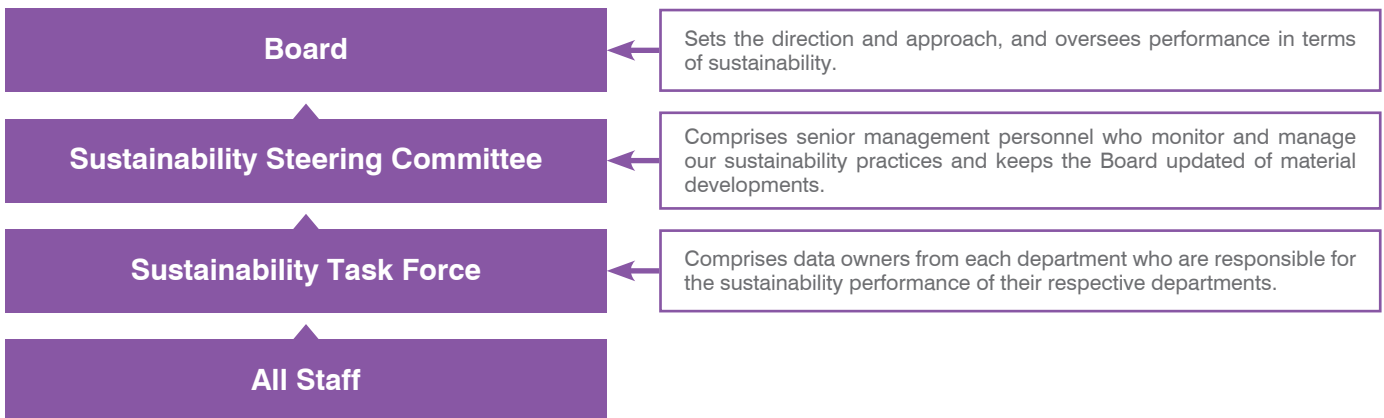 Board
Sets the direction and approach, and oversees performance in terms
of sustainability.
Sustainability Steering Committee
Comprises senior management personnel who monitor and manage
our sustainability practices and keeps the Board updated of material
developments.
Sustainability Task Force
Comprises data owners from each department who are responsible for
the sustainability performance of their respective departments.
All Staff